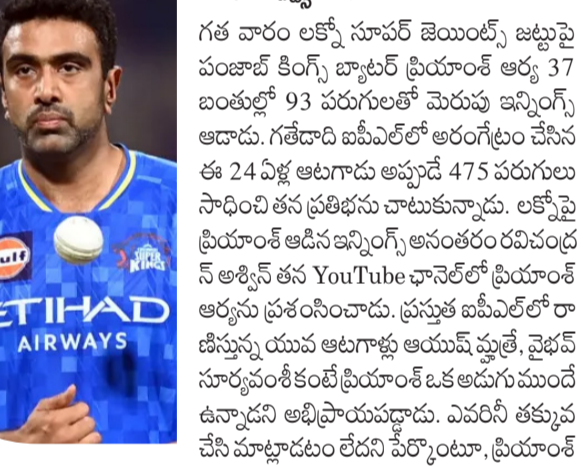 గత వారం లక్నో సూపర్ జెయింట్స్ జట్టుపై
పంజాబ్ కింగ్స్ బ్యాటర్ ప్రియాంశ్ ఆర్య 37
బంతుల్లో 93 పరుగులతో మెరుపు ఇన్నింగ్స్
ఆడాడు. గతేడాది ఐపీఎల్‌లో అరంగేట్రం చేసిన
ఈ 24 ఏళ్ల ఆటగాడు అప్పుడే 475 పరుగులు
సాధించి తన ప్రతిభను చాటుకున్నాడు. లక్నోపై
ప్రియాంశ్ ఆడిన ఇన్నింగ్స్ అనంతరం రవిచంద్ర
న్ అశ్విన్ తన YouTube ఛానెల్‌లో ప్రియాంశ్
ఆర్యను ప్రశంసించాడు. ప్రస్తుత ఐపీఎల్‌లో రా
ణిస్తున్న యువ ఆటగాళ్లు ఆయుష్ మ్హత్రే, వైభవ్
సూర్యవంశీ కంటే ప్రియాంశ్ ఒక అడుగు ముందే
ఉన్నాడని అభిప్రాయపడ్డాడు. ఎవరినీ తక్కువ
చేసి మాట్లాడటం లేదని పేర్కొంటూ, ప్రియాంశ్
ulf
SUPER
KINGS
ETIHAD
AIRWAYS